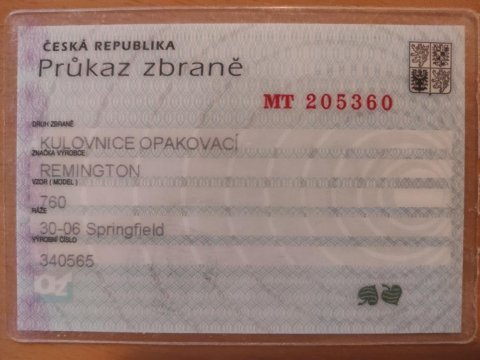 ČESKÁ REPUBLIKA
Průkaz zbraně
MT 205360
DRUH ZBRANĚ
KULOVNICE OPAKOVACÍ
ZNAČKA VÝROBCE
REMINGTON
VZOR (MODEL)
760
RÁŽE
30-06 Springfjeld
VÝROBNÍ ČÍSLO
340565